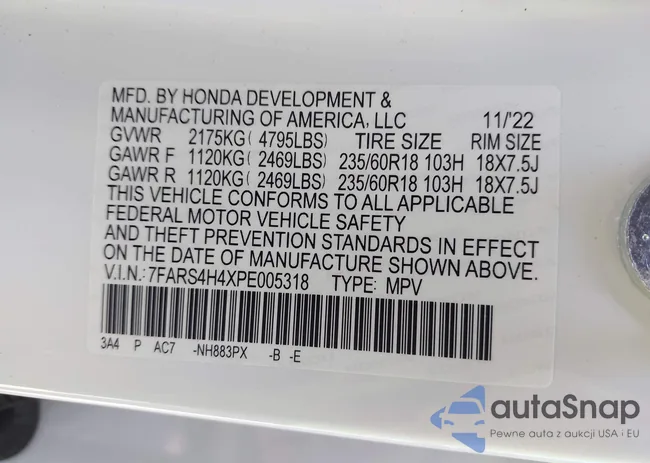 MFD. BY HONDA DEVELOPMENT &
MANUFACTURING OF AMERICA, LLC 11/'22
GVWR 2175KG( 4795LBS) TIRE SIZE RIM SIZE
GAWR F 1120KG( 2469LBS) 235/60R18 103H 18X7.5J
GAWR R 1120KG( 2469LBS) 235/60R18 103H 18X7.5J
THIS VEHICLE CONFORMS TO ALL APPLICABLE
FEDERAL MOTOR VEHICLE SAFETY
AND THEFT PREVENTION STANDARDS IN EFFECT
ON THE DATE OF MANUFACTURE SHOWN ABOVE.
V.I.N.:7FARS4H4XPE005318 TYPE: MPV
3A4 P AC7 -NH883PX -B -E
autaSnap
Pewne auta z aukcji USA i EU